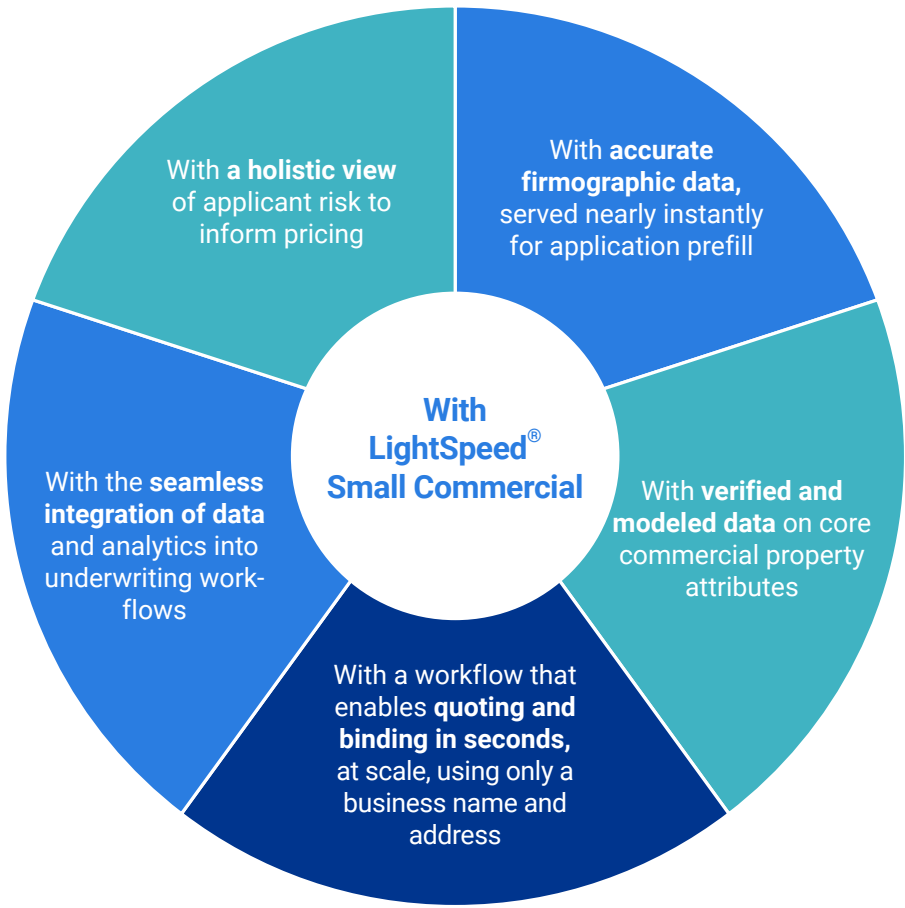 With
LightSpeed®
Small Commercial
With accurate
firmographic data,
served nearly instantly
for application prefill
With verified and
modeled data on core
commercial property
attributes
With a workflow that
enables quoting and
binding in seconds,
at scale, using only a
business name and
address
With the seamless
integration of data
and analytics into
underwriting work-
flows
With a holistic view
of applicant risk to
inform pricing